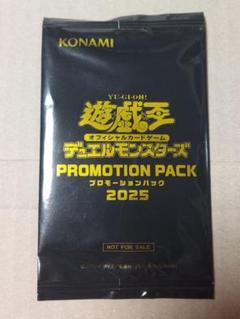 KONAMI
YU-GI-OH!
遊戯王
オフィシャルカードゲーム
デュエルモンスターズ
PROMOTION PACK
プロモーションパック
2025
NOT FOR SALE